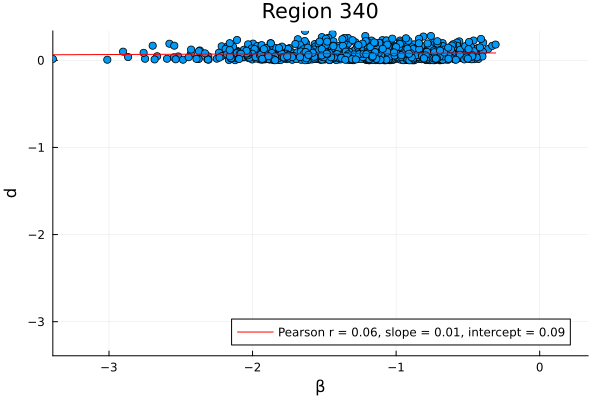 Region 340
0
−1
−2
−3
d
Pearson r = 0.06, slope = 0.01, intercept = 0.09
−3
−2
−1
0
β